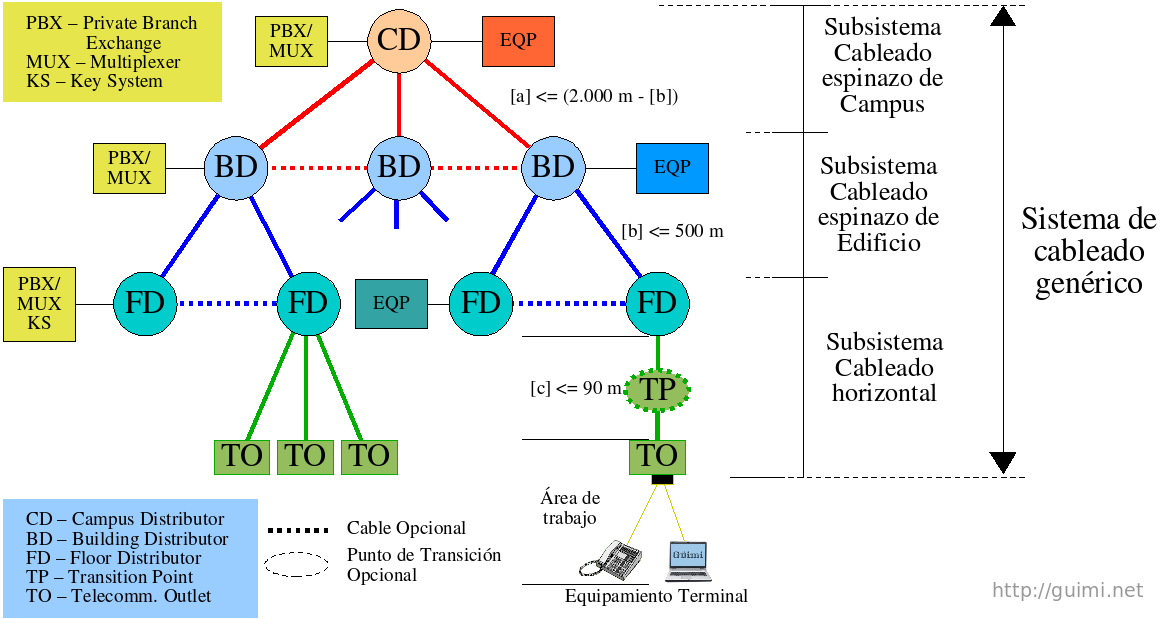 PBX – Private Branch
Exchange
MUX – Multiplexer
KS – Key System
PBX/
MUX
CD
EQP
[a] <= (2.000 m - [b])
Subsistema
Cableado
espinazo de
Campus
PBX/
MUX
BD
BD
BD
EQP
[b] <= 500 m
Subsistema
Cableado
espinazo de
Edificio
Sistema de
cableado
genérico
PBX/
MUX
KS
FD
FD
EQP
FD
FD
[c] <= 90 m
TP
Subsistema
Cableado
horizontal
TO
TO
TO
TO
CD – Campus Distributor
BD – Building Distributor
FD – Floor Distributor
TP – Transition Point
TO – Telecomm. Outlet
Cable Opcional
Punto de Transición
Opcional
Área de
trabajo
Güimi
Equipamiento Terminal
http://guimi.net